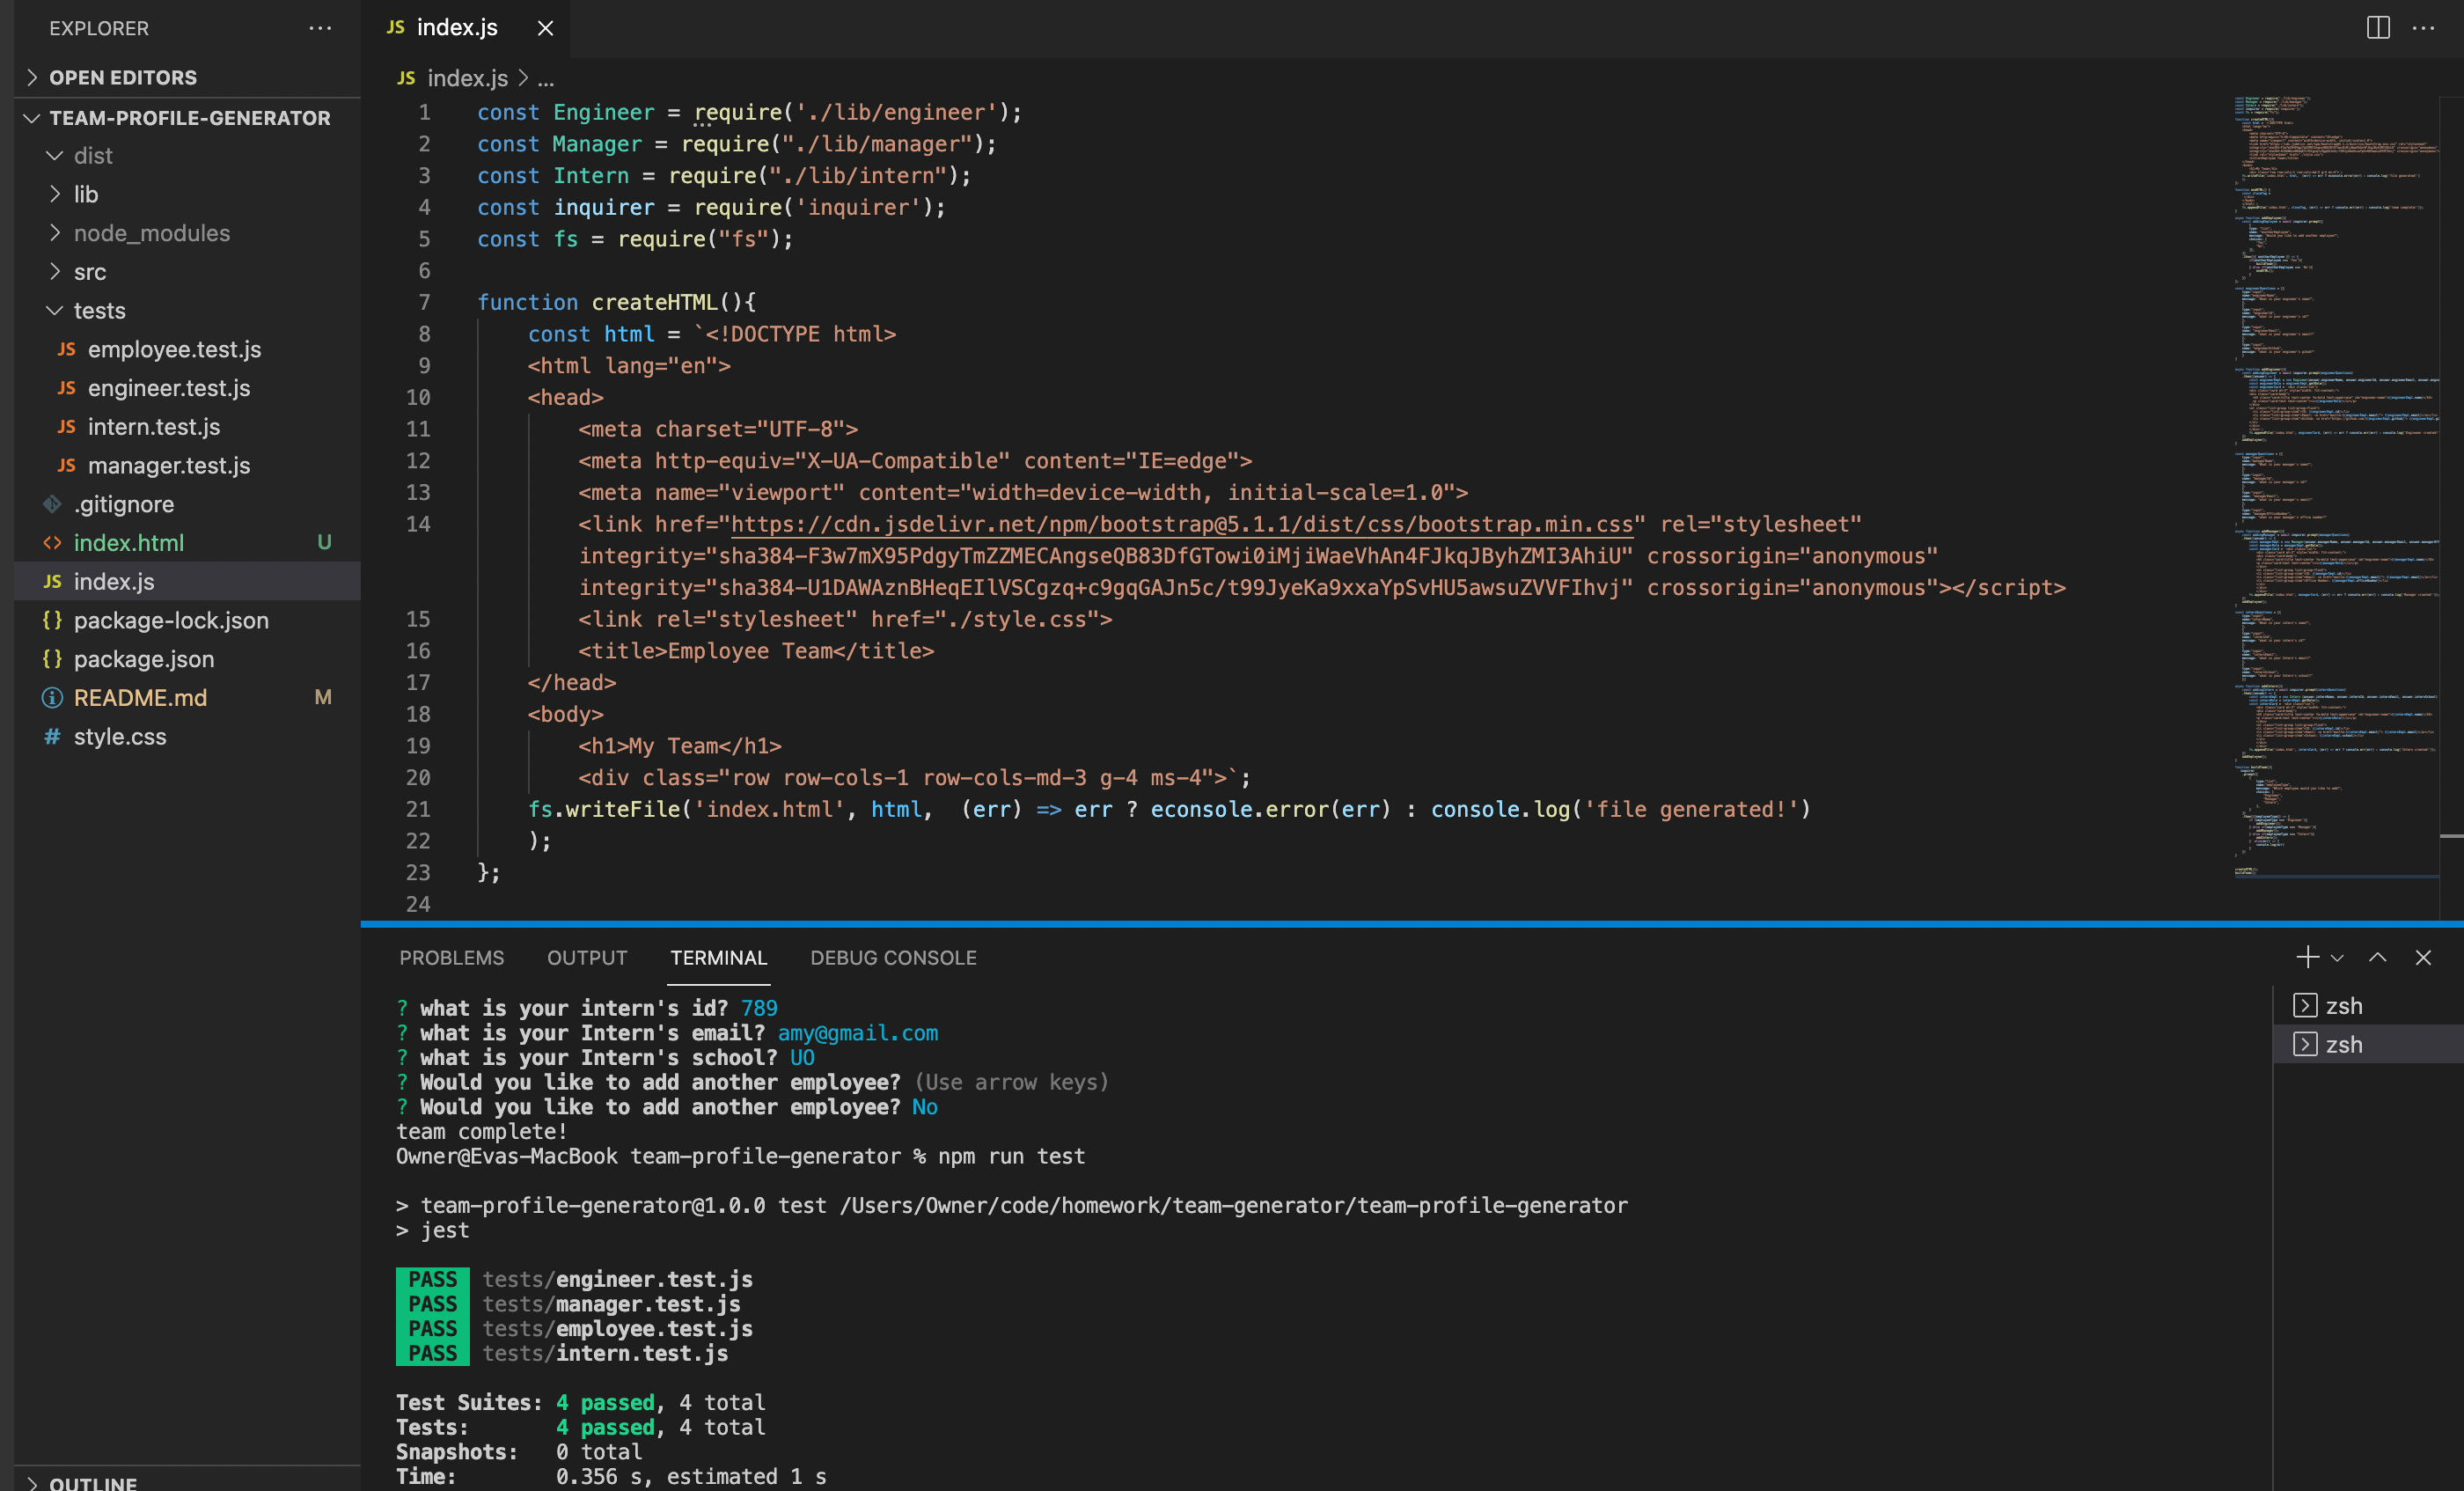 EXPLORER
OPEN EDITORS
TEAM-PROFILE-GENERATOR
dist
lib
node_modules
src
tests
JS employee.test.js
JS engineer.test.js
JS intern.test.js
JS manager.test.js
.gitignore
<> index.html U
JS index.js
{} package-lock.json
{} package.json
README.md M
# style.css
OUTLINE
JS index.js
JS index.js > ...
1 const Engineer = require('./lib/engineer');
2 const Manager = require("./lib/manager");
3 const Intern = require("./lib/intern");
4 const inquirer = require('inquirer');
5 const fs = require("fs");
6
7 function createHTML(){
8 const html = `<!DOCTYPE html>
9 <html lang="en">
10 <head>
11 <meta charset="UTF-8">
12 <meta http-equiv="X-UA-Compatible" content="IE=edge">
13 <meta name="viewport" content="width=device-width, initial-scale=1.0">
14 <link href="https://cdn.jsdelivr.net/npm/bootstrap@5.1.1/dist/css/bootstrap.min.css" rel="stylesheet"
integrity="sha384-F3w7mX95PdgyTmZZMECAngseQB83DfGTowi0iMjiWaeVhAn4FJkqJByhZMI3AhiU" crossorigin="anonymous"
integrity="sha384-U1DAWAznBHeqEIlVSCgzq+c9gqGAJn5c/t99JyeKa9xxaYpSvHU5awsuZVVFIhvj" crossorigin="anonymous"></script>
15 <link rel="stylesheet" href="./style.css">
16 <title>Employee Team</title>
17 </head>
18 <body>
19 <h1>My Team</h1>
20 <div class="row row-cols-1 row-cols-md-3 g-4 ms-4">`;
21 fs.writeFile('index.html', html,  (err) => err ? econsole.error(err) : console.log('file generated!')
22 );
23 };
24
PROBLEMS OUTPUT TERMINAL DEBUG CONSOLE
? what is your intern's id? 789
? what is your Intern's email? amy@gmail.com
? what is your Intern's school? UO
? Would you like to add another employee? (Use arrow keys)
? Would you like to add another employee? No
team complete!
Owner@Evas-MacBook team-profile-generator % npm run test
> team-profile-generator@1.0.0 test /Users/Owner/code/homework/team-generator/team-profile-generator
> jest
PASS tests/engineer.test.js
PASS tests/manager.test.js
PASS tests/employee.test.js
PASS tests/intern.test.js
Test Suites: 4 passed, 4 total
Tests: 4 passed, 4 total
Snapshots: 0 total
Time: 0.356 s, estimated 1 s
zsh
zsh